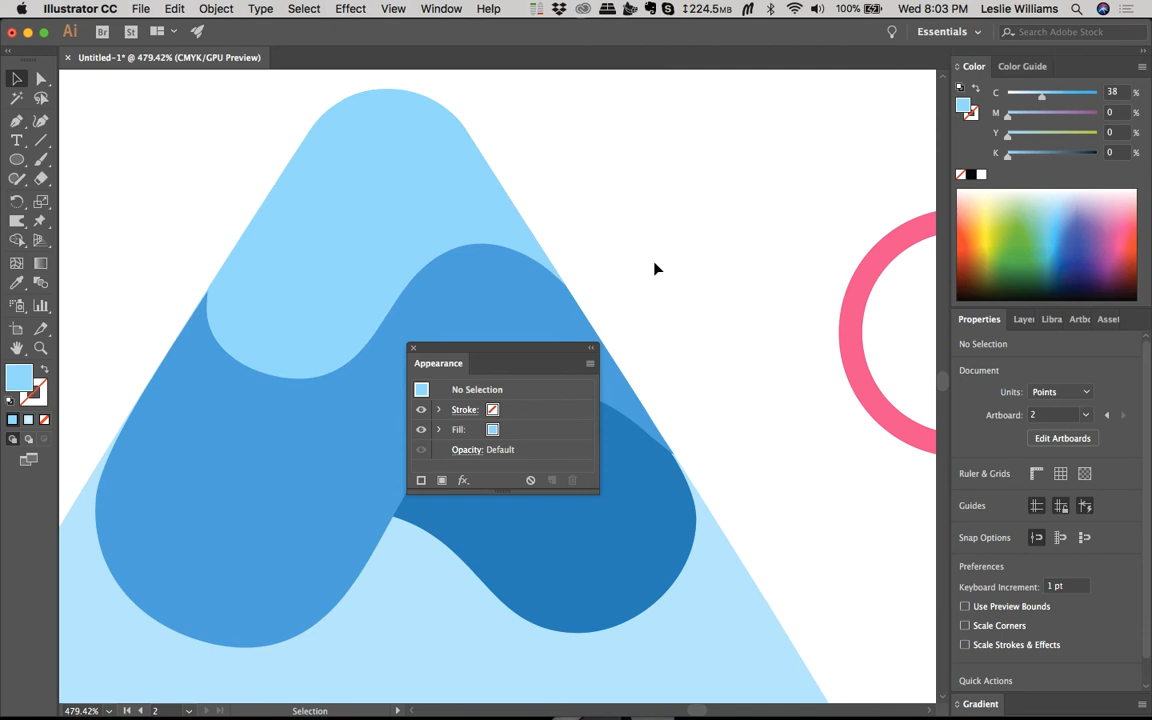 Illustrator CC File Edit Object Type Select Effect View Window Help 224.5MB 100% Wed 8:03 PM Leslie Williams
Ai Br St Essentials Search Adobe Stock
× Untitled-1* @ 479.42% (CMYK/GPU Preview)
Color Color Guide
C 38 %
M 0 %
Y 0 %
K 0 %
Properties Layer Libra Artbo Asset
No Selection
Document
Units: Points
Artboard: 2
Edit Artboards
Ruler & Grids
Guides
Snap Options
Preferences
Keyboard Increment: 1 pt
Use Preview Bounds
Scale Corners
Scale Strokes & Effects
Quick Actions
Gradient
Appearance
No Selection
Stroke:
Fill:
Opacity: Default
fx
479.42% 2 Selection